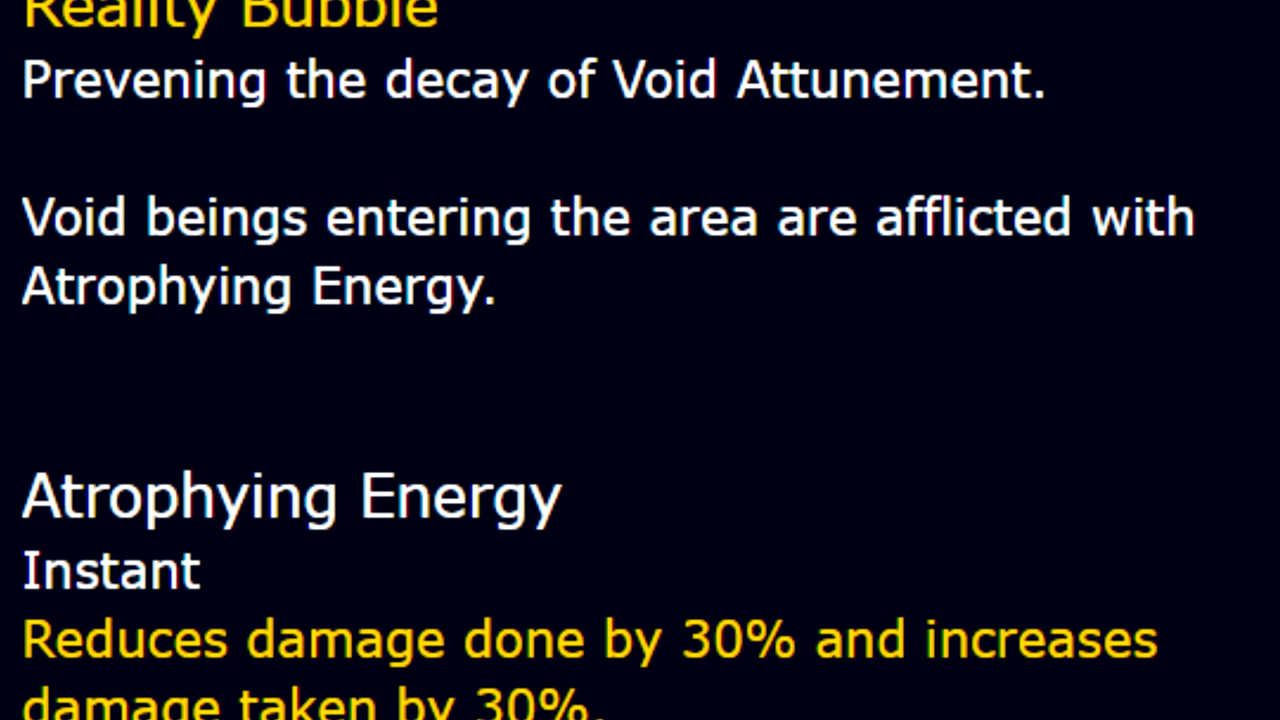 Reality Bubble
Prevening the decay of Void Attunement.
Void beings entering the area are afflicted with
Atrophying Energy.
Atrophying Energy
Instant
Reduces damage done by 30% and increases
damage taken by 30%.